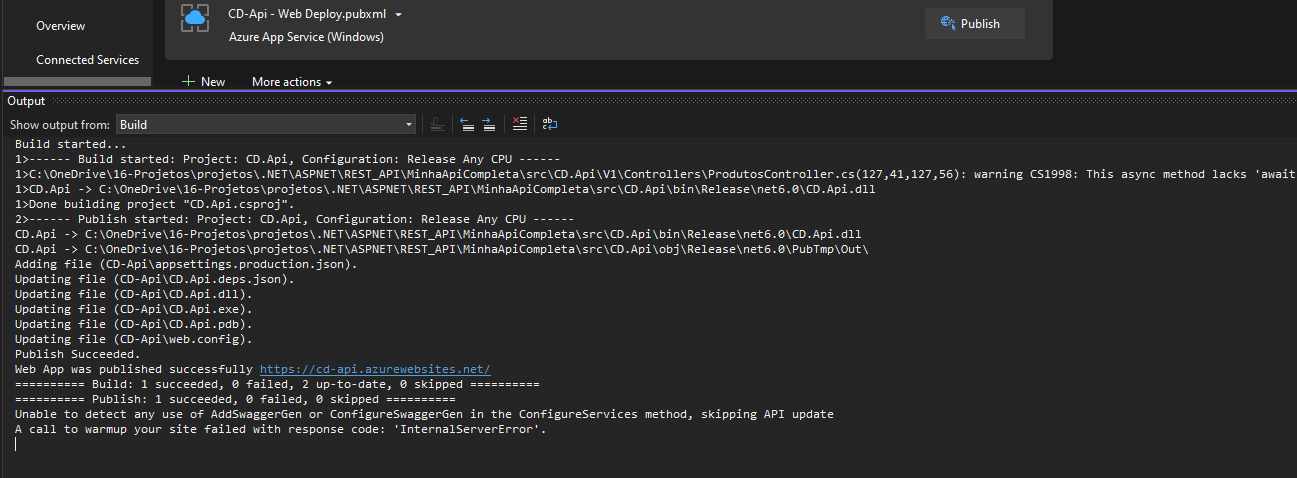 Overview
Connected Services
CD-Api - Web Deploy.pubxml
Azure App Service (Windows)
Publish
New
More actions
Output
Show output from: Build
Build started...
1>------ Build started: Project: CD.Api, Configuration: Release Any CPU ------
1>C:\OneDrive\16-Projetos\projetos\.NET\ASPNET\REST_API\MinhaApiCompleta\src\CD.Api\V1\Controllers\ProdutosController.cs(127,41,127,56): warning CS1998: This async method lacks 'await
1>CD.Api -> C:\OneDrive\16-Projetos\projetos\.NET\ASPNET\REST_API\MinhaApiCompleta\src\CD.Api\bin\Release\net6.0\CD.Api.dll
1>Done building project "CD.Api.csproj".
2>------ Publish started: Project: CD.Api, Configuration: Release Any CPU ------
CD.Api -> C:\OneDrive\16-Projetos\projetos\.NET\ASPNET\REST_API\MinhaApiCompleta\src\CD.Api\bin\Release\net6.0\CD.Api.dll
CD.Api -> C:\OneDrive\16-Projetos\projetos\.NET\ASPNET\REST_API\MinhaApiCompleta\src\CD.Api\obj\Release\net6.0\PubTmp\Out\
Adding file (CD-Api\appsettings.production.json).
Updating file (CD-Api\CD.Api.deps.json).
Updating file (CD-Api\CD.Api.dll).
Updating file (CD-Api\CD.Api.exe).
Updating file (CD-Api\CD.Api.pdb).
Updating file (CD-Api\web.config).
Publish Succeeded.
Web App was published successfully https://cd-api.azurewebsites.net/
========== Build: 1 succeeded, 0 failed, 2 up-to-date, 0 skipped ==========
========== Publish: 1 succeeded, 0 failed, 0 skipped ==========
Unable to detect any use of AddSwaggerGen or ConfigureSwaggerGen in the ConfigureServices method, skipping API update
A call to warmup your site failed with response code: 'InternalServerError'.